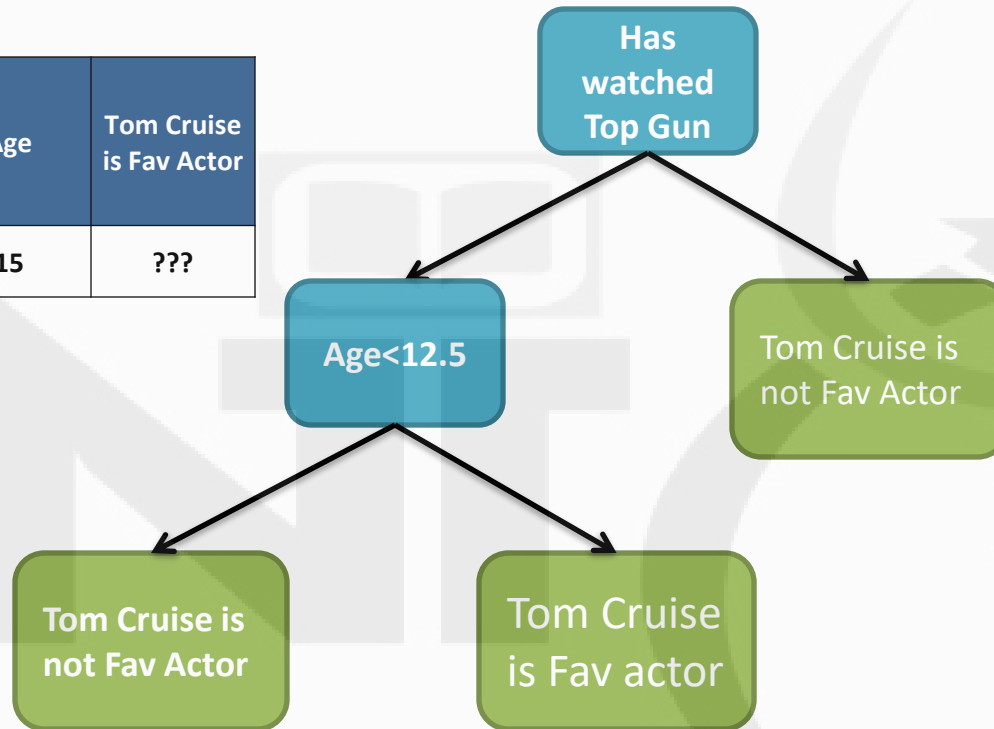 Has
watched
Top Gun
Age
Tom Cruise
is Fav Actor
15
???
Age<12.5
Tom Cruise is
not Fav Actor
Tom Cruise is
not Fav Actor
Tom Cruise
is Fav actor